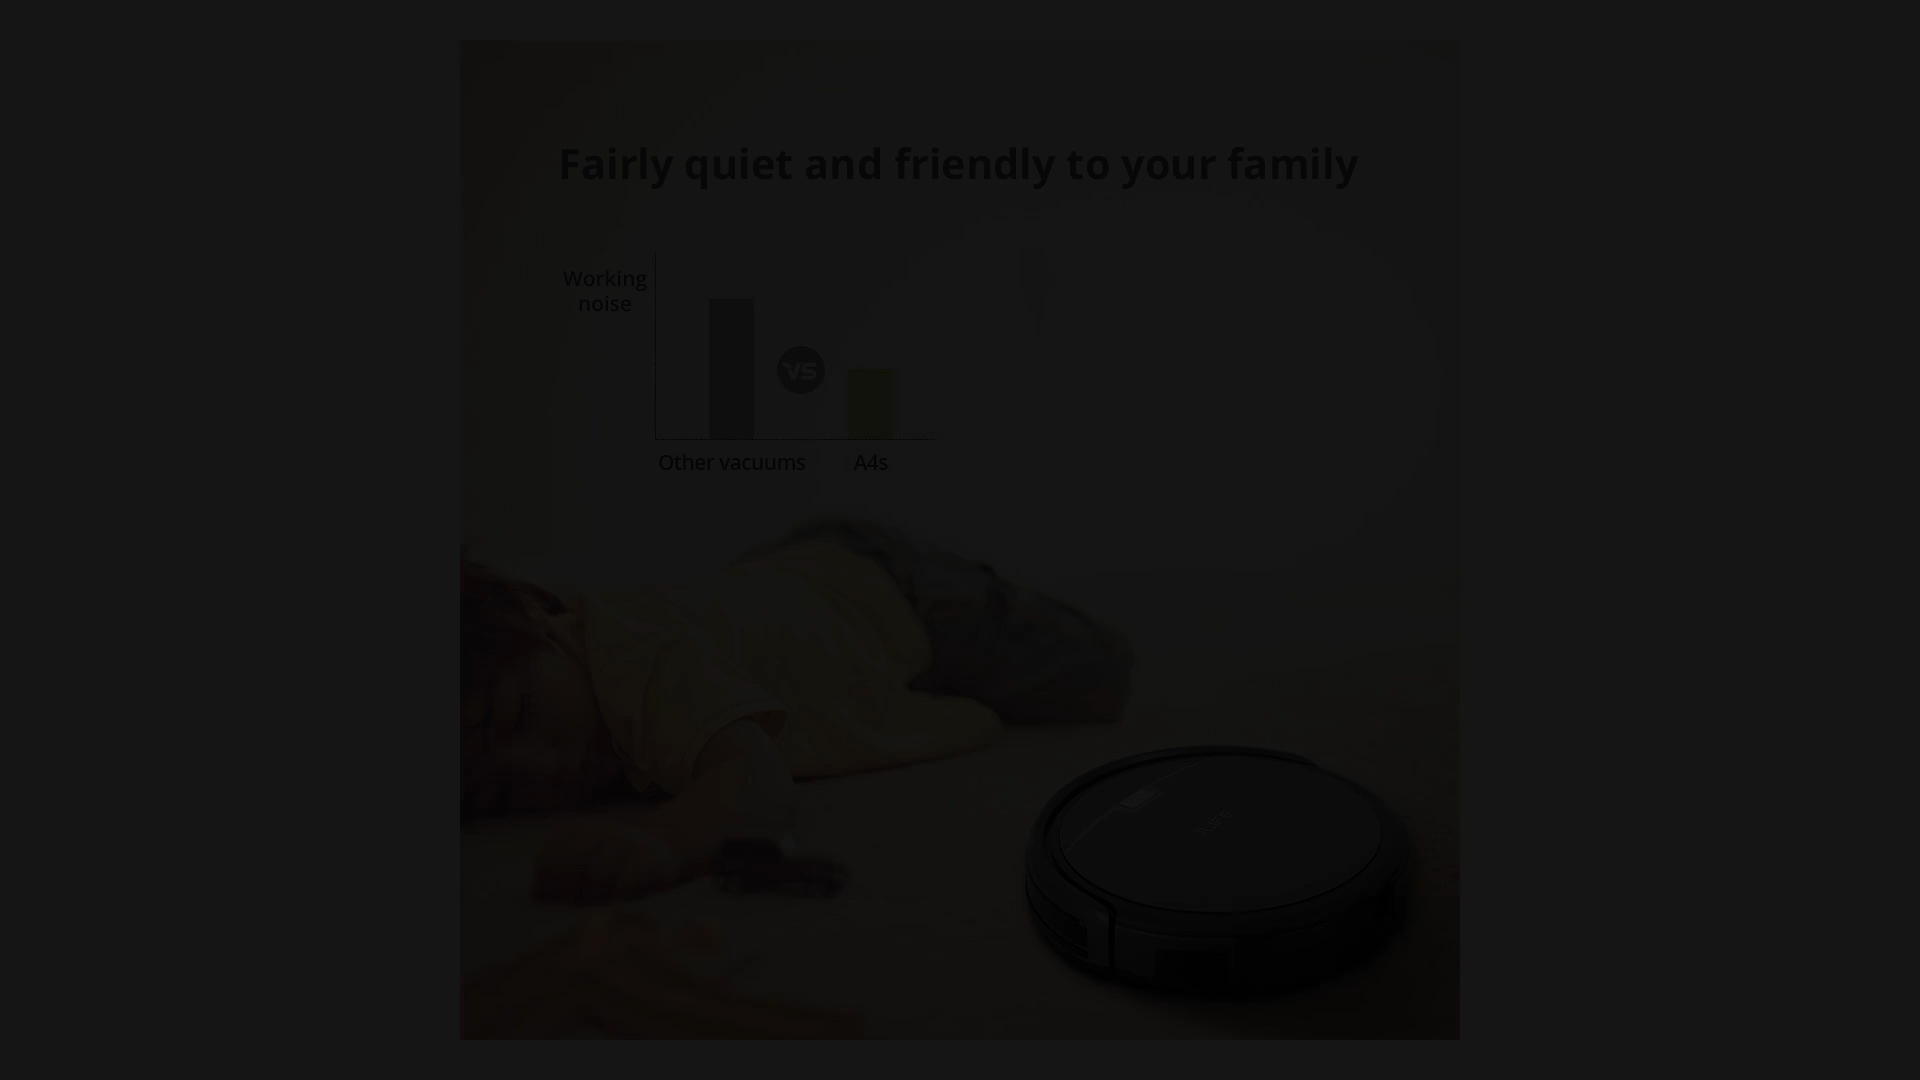 Fairly quiet and friendly to your family
Working
noise
VS
Other vacuums
A4s